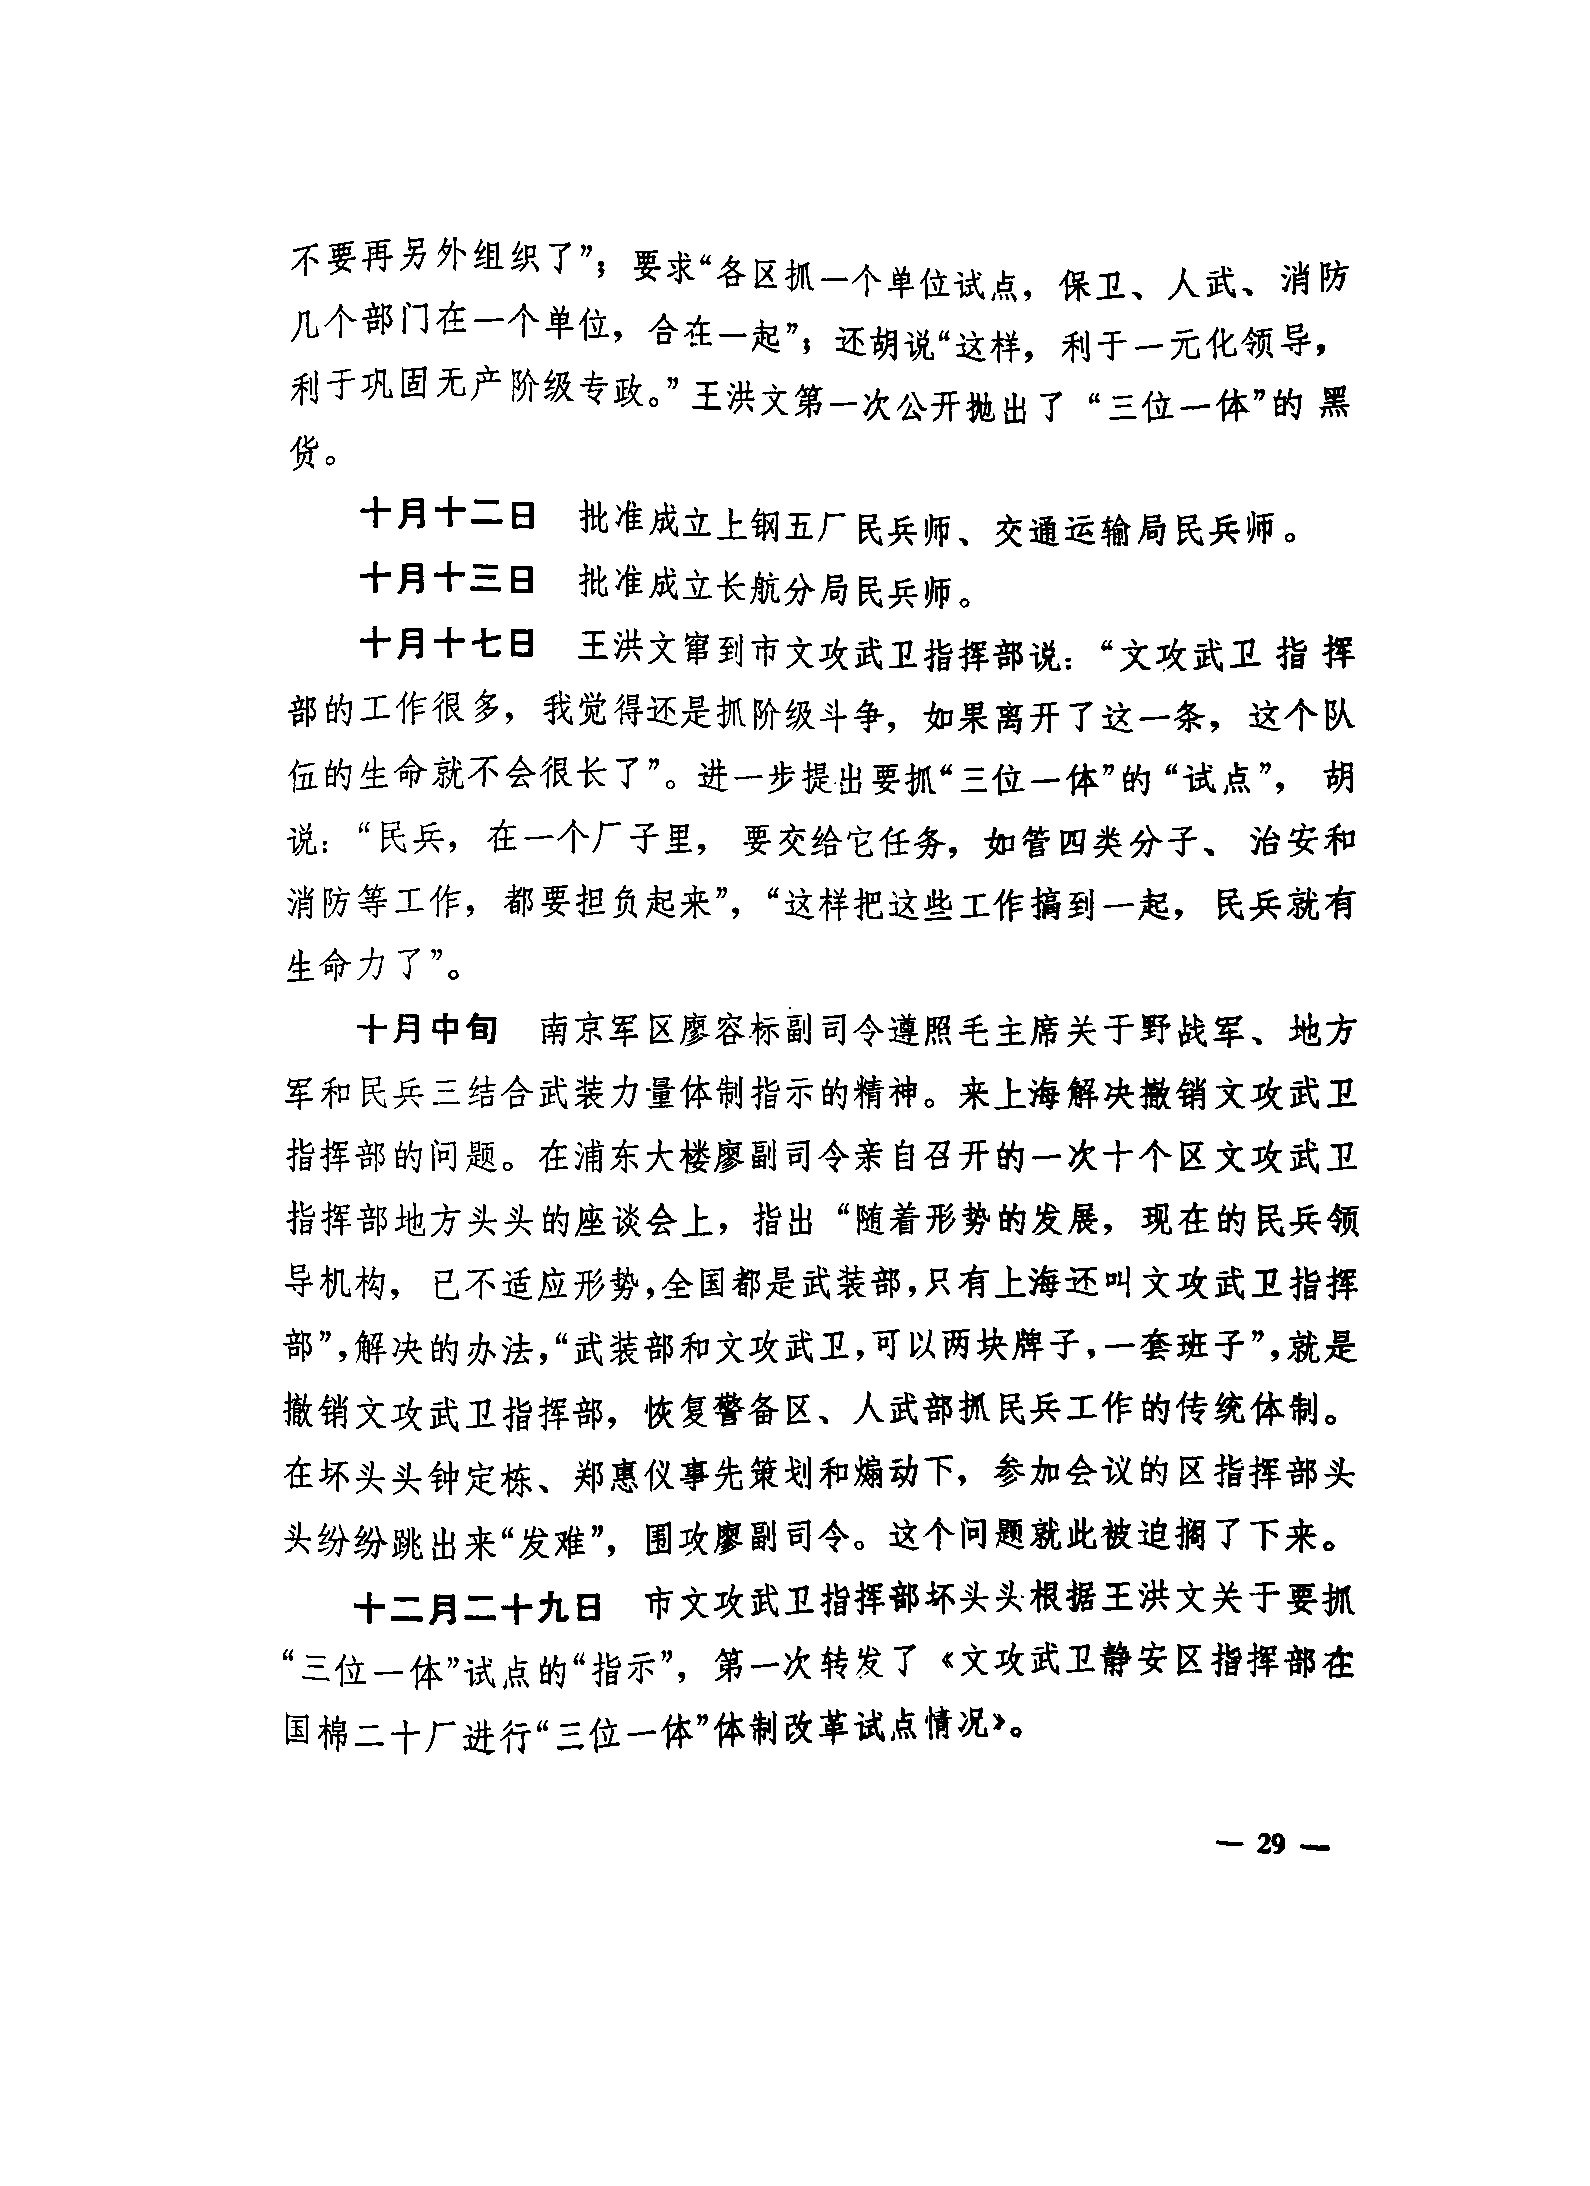 不要再另外组织了”；要求“各区抓一个单位试点，保卫、人武、消防
几个部门在一个单位，合在一起”；还胡说“这样，利于一元化领导，
利于巩固无产阶级专政。”王洪文第一次公开抛出了“三位一体”的黑
货。
十月十二日 批准成立上钢五厂民兵师、交通运输局民兵师。
十月十三日 批准成立长航分局民兵师。
十月十七日 王洪文窜到市文攻武卫指挥部说：“文攻武卫指挥
部的工作很多，我觉得还是抓阶级斗争，如果离开了这一条，这个队
伍的生命就不会很长了”。进一步提出要抓“三位一体”的“试点”，胡
说：“民兵，在一个厂子里，要交给它任务，如管四类分子、治安和
消防等工作，都要担负起来”，“这样把这些工作搞到一起，民兵就有
生命力了”。
十月中旬 南京军区廖容标副司令遵照毛主席关于野战军、地方
军和民兵三结合武装力量体制指示的精神。来上海解决撤销文攻武卫
指挥部的问题。在浦东大楼廖副司令亲自召开的一次十个区文攻武卫
指挥部地方头头的座谈会上，指出“随着形势的发展，现在的民兵领
导机构，已不适应形势，全国都是武装部，只有上海还叫文攻武卫指挥
部”，解决的办法，“武装部和文攻武卫，可以两块牌子，一套班子”，就是
撤销文攻武卫指挥部，恢复警备区、人武部抓民兵工作的传统体制。
在坏头头钟定栋、郑惠仪事先策划和煽动下，参加会议的区指挥部头
头纷纷跳出来“发难”，围攻廖副司令。这个问题就此被迫搁了下来。
十二月二十九日 市文攻武卫指挥部坏头头根据王洪文关于要抓
“三位一体”试点的“指示”，第一次转发了《文攻武卫静安区指挥部在
国棉二十厂进行“三位一体”体制改革试点情况》。
— 29 —